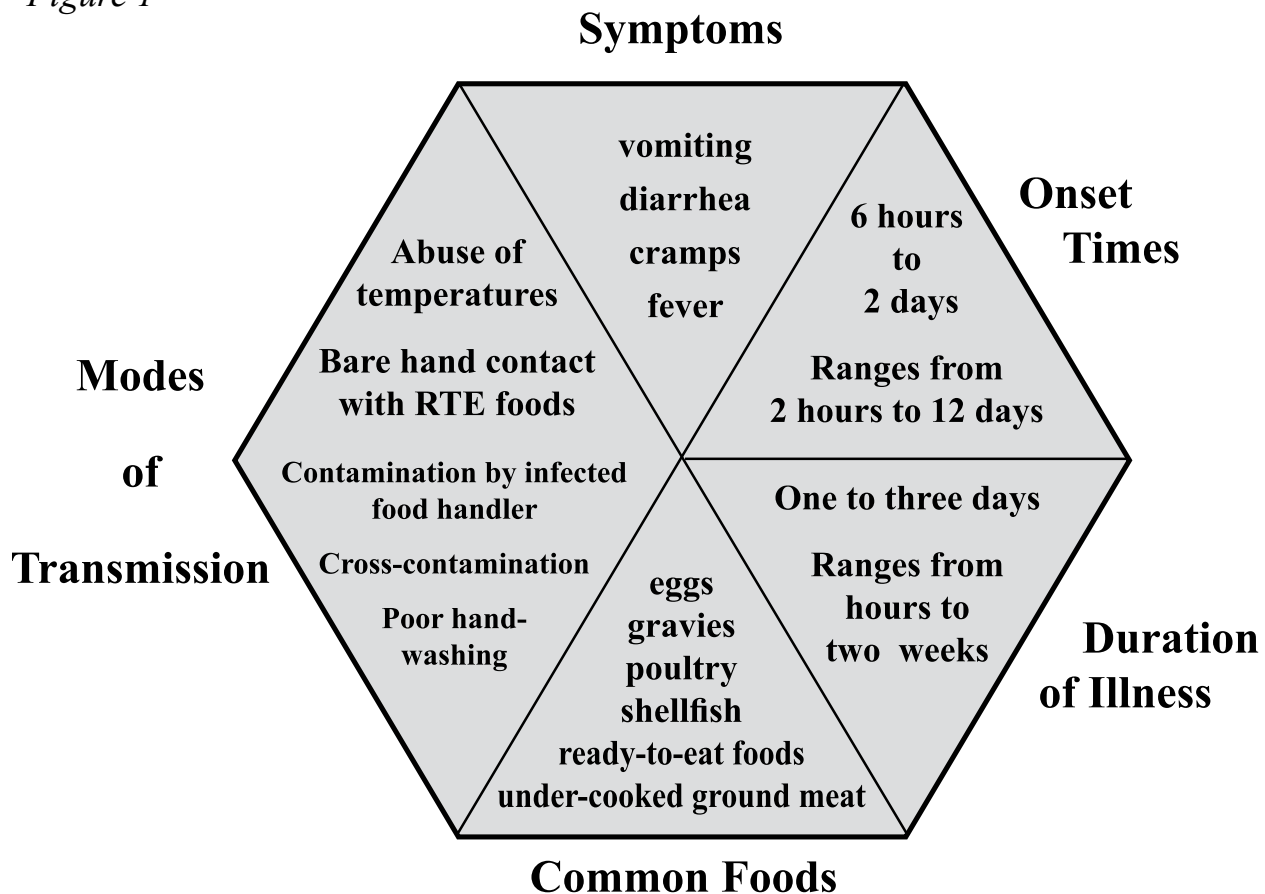 Figure 1
Symptoms
vomiting
diarrhea
cramps
fever
Onset
Times
6 hours
to
2 days
Ranges from
2 hours to 12 days
Duration
of Illness
One to three days
Ranges from
hours to
two weeks
Common Foods
eggs
gravies
poultry
shellfish
ready-to-eat foods
under-cooked ground meat
Modes
of
Transmission
Abuse of
temperatures
Bare hand contact
with RTE foods
Contamination by infected
food handler
Cross-contamination
Poor hand-
washing